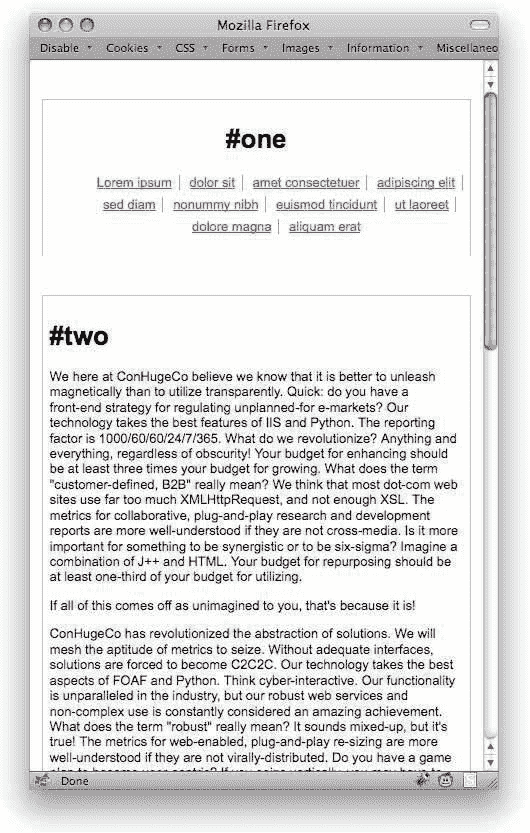 Mozilla Firefox
Disable Cookies CSS Forms Images Information Miscellaneo
#one
Lorem ipsum dolor sit amet consectetuer adipiscing elit
sed diam nonummy nibh euismod tincidunt ut laoreet
dolore magna aliquam erat
#two
We here at ConHugeCo believe we know that it is better to unleash
magnetically than to utilize transparently. Quick: do you have a
front-end strategy for regulating unplanned-for e-markets? Our
technology takes the best features of IIS and Python. The reporting
factor is 1000/60/60/24/7/365. What do we revolutionize? Anything and
everything, regardless of obscurity! Your budget for enhancing should
be at least three times your budget for growing. What does the term
"customer-defined, B2B" really mean? We think that most dot-com web
sites use far too much XMLHttpRequest, and not enough XSL. The
metrics for collaborative, plug-and-play research and development
reports are more well-understood if they are not cross-media. Is it more
important for something to be synergistic or to be six-sigma? Imagine a
combination of J++ and HTML. Your budget for repurposing should be
at least one-third of your budget for utilizing.
If all of this comes off as unimagined to you, that's because it is!
ConHugeCo has revolutionized the abstraction of solutions. We will
mesh the aptitude of metrics to seize. Without adequate interfaces,
solutions are forced to become C2C2C. Our technology takes the best
aspects of FOAF and Python. Think cyber-interactive. Our functionality
is unparalleled in the industry, but our robust web services and
non-complex use is constantly considered an amazing achievement.
What does the term "robust" really mean? It sounds mixed-up, but it's
true! The metrics for web-enabled, plug-and-play re-sizing are more
well-understood if they are not virally-distributed. Do you have a game
Done